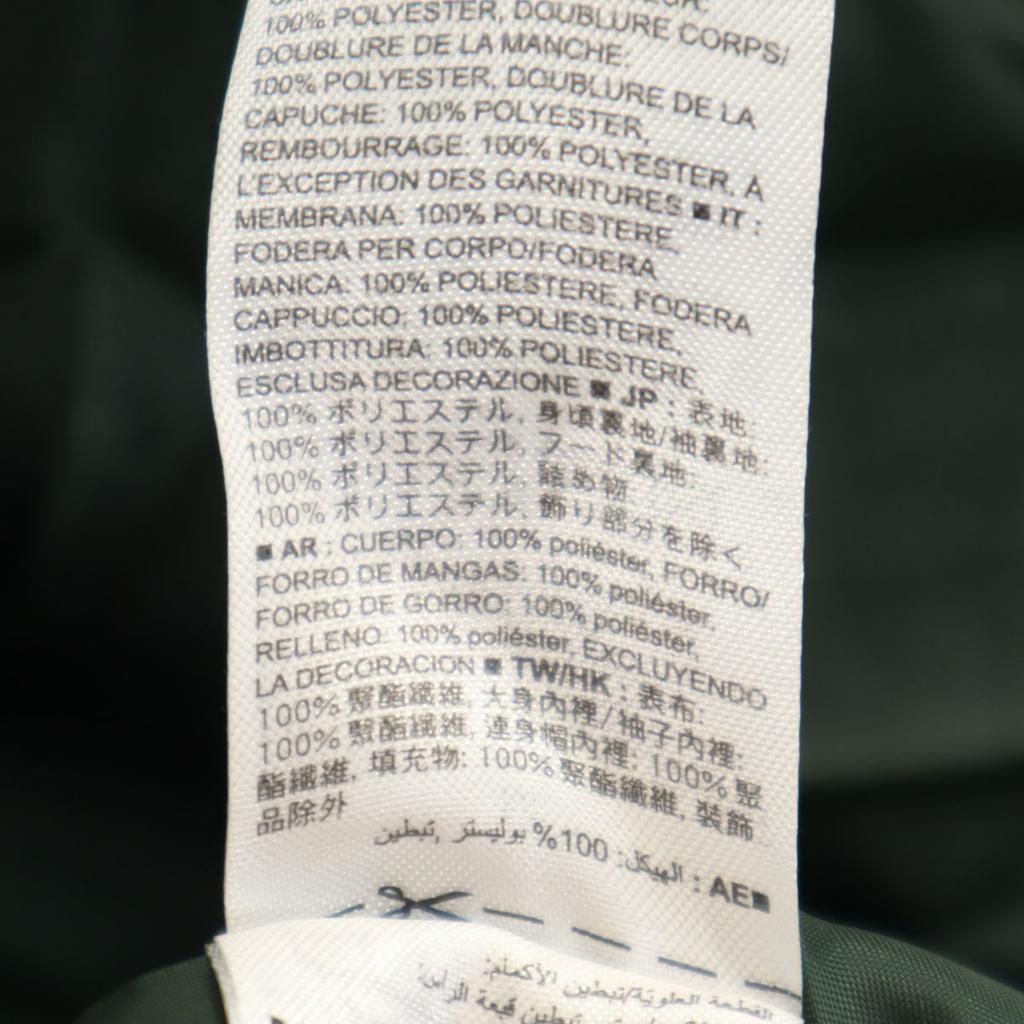 100% POLYESTER, DOUBLURE CORPS/
DOUBLURE DE LA MANCHE:
100% POLYESTER, DOUBLURE DE LA
CAPUCHE: 100% POLYESTER,
REMBOURRAGE: 100% POLYESTER, A
L'EXCEPTION DES GARNITURES ■ IT :
MEMBRANA: 100% POLIESTERE,
FODERA PER CORPO/FODERA
MANICA: 100% POLIESTERE, FODERA
CAPPUCCIO: 100% POLIESTERE,
IMBOTTITURA: 100% POLIESTERE,
ESCLUSA DECORAZIONE ■ JP : 表地:
100% ポリエステル, 身頃裏地/袖裏地:
100% ポリエステル, フード裏地:
100% ポリエステル, 詰め物:
100% ポリエステル, 飾り部分を除く
■ AR : CUERPO: 100% poliéster, FORRO/
FORRO DE MANGAS: 100% poliéster,
FORRO DE GORRO: 100% poliéster,
RELLENO: 100% poliéster, EXCLUYENDO
LA DECORACION ■ TW/HK : 表布:
100% 聚酯纖維, 大身內裡/袖子內裡:
100% 聚酯纖維, 連身帽內裡: 100% 聚
酯纖維, 填充物: 100% 聚酯纖維, 装飾
品除外
■AE : الهيكل: 100% بوليستر ,تبطين
القطعة العلوية/تبطين الأكمام:
تبطين قبعة الرأس: